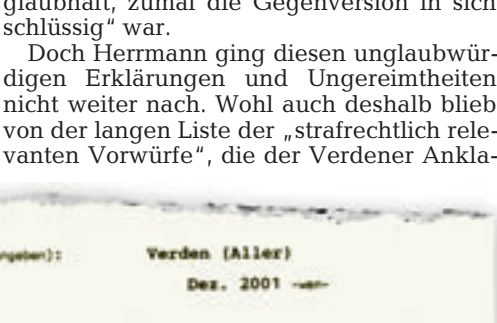 glaubhaft, zumal die Gegenversion in sich
schlüssig“ war.
Doch Herrmann ging diesen unglaubwür-
digen Erklärungen und Ungereimtheiten
nicht weiter nach. Wohl auch deshalb blieb
von der langen Liste der „strafrechtlich rele-
vanten Vorwürfe“, die der Verdener Ankla-
Verden (Aller)
Dez. 2001